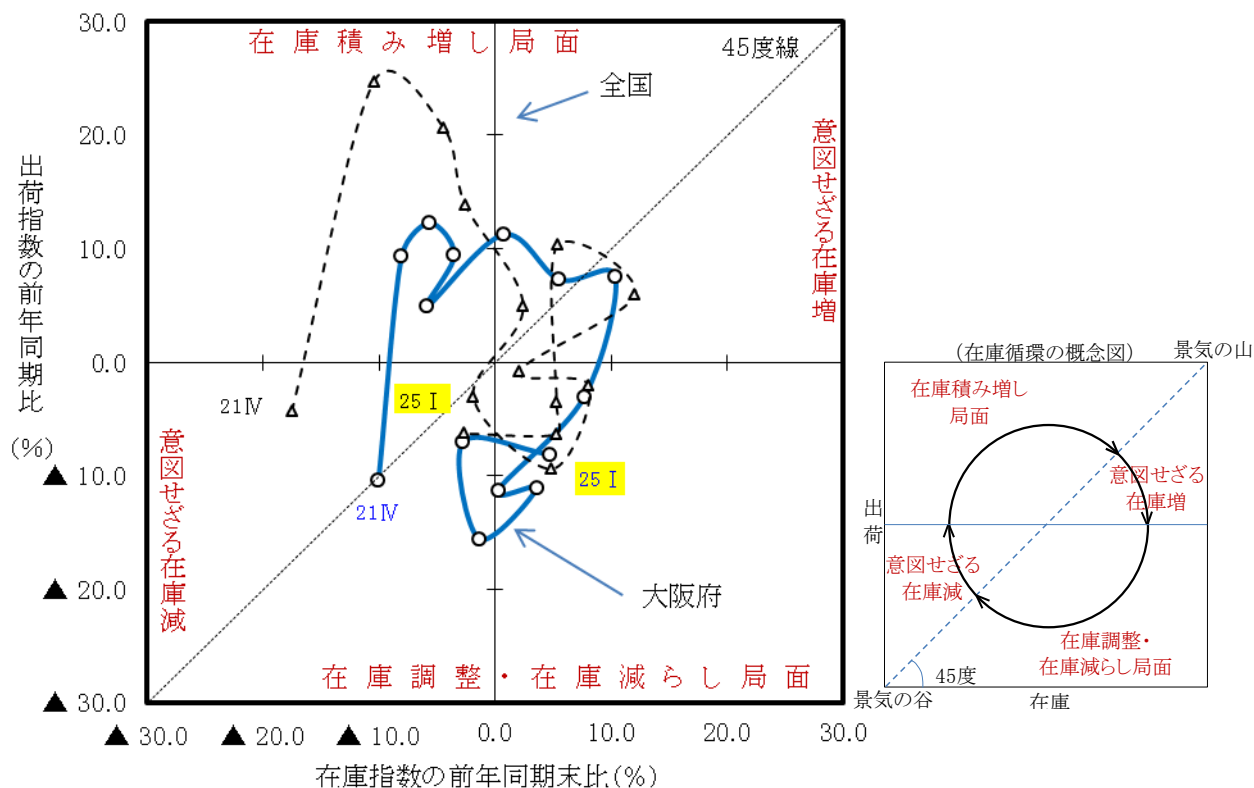 30.0
20.0
10.0
0.0
▲ 10.0
▲ 20.0
▲ 30.0
出荷指数の前年同期比
(%)
在庫積み増し局面
45度線
全国
意図せざる在庫増
21Ⅳ
25Ⅰ
意図せざる在庫減
21Ⅳ
25Ⅰ
大阪府
在庫調整・在庫減らし局面
▲ 30.0
▲ 20.0
▲ 10.0
0.0
10.0
20.0
30.0
在庫指数の前年同期末比(%)
(在庫循環の概念図)
景気の山
在庫積み増し
局面
意図せざる
在庫増
出荷
意図せざる
在庫減
在庫調整・
在庫減らし局面
45度
景気の谷
在庫